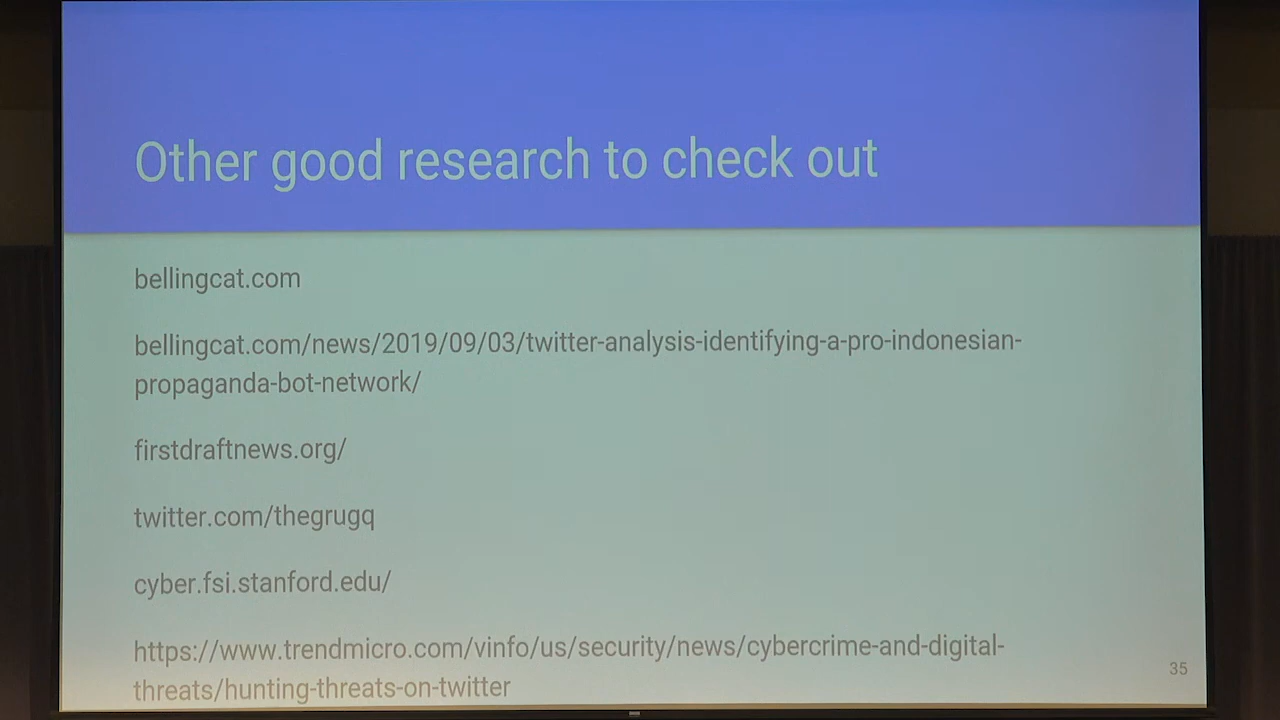 Other good research to check out
bellingcat.com
bellingcat.com/news/2019/09/03/twitter-analysis-identifying-a-pro-indonesian-
propaganda-bot-network/
firstdraftnews.org/
twitter.com/thegrugq
cyber.fsi.stanford.edu/
https://www.trendmicro.com/vinfo/us/security/news/cybercrime-and-digital-
threats/hunting-threats-on-twitter
35